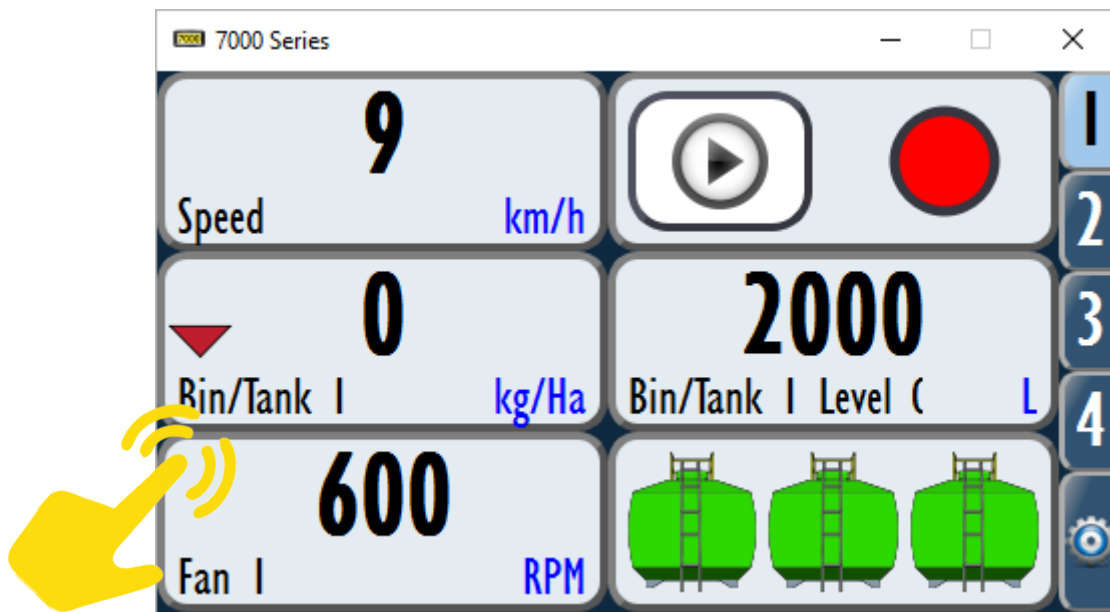 7000 7000 Series
9
Speed km/h
0
Bin/Tank 1 kg/Ha
2000
Bin/Tank 1 Level C L
600
Fan 1 RPM
1
2
3
4